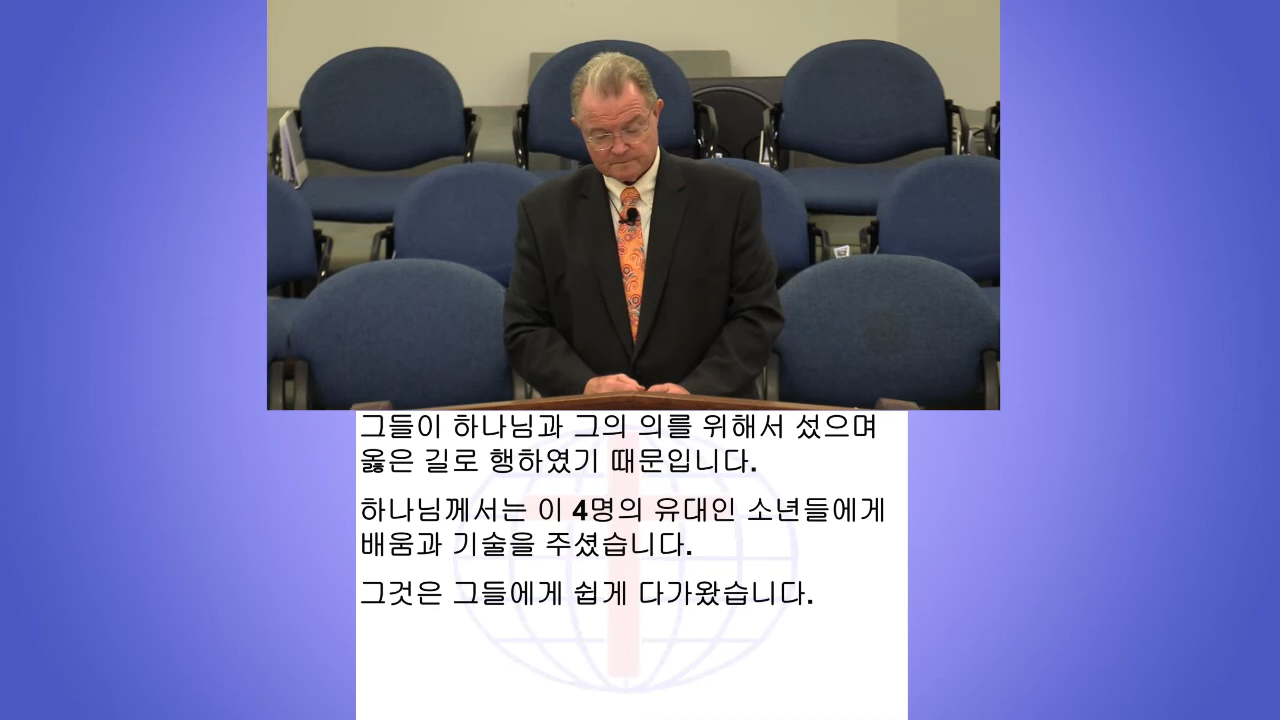 그들이 하나님과 그의 의를 위해서 섰으며
옳은 길로 행하였기 때문입니다.
하나님께서는 이 4명의 유대인 소년들에게
배움과 기술을 주셨습니다.
그것은 그들에게 쉽게 다가왔습니다.